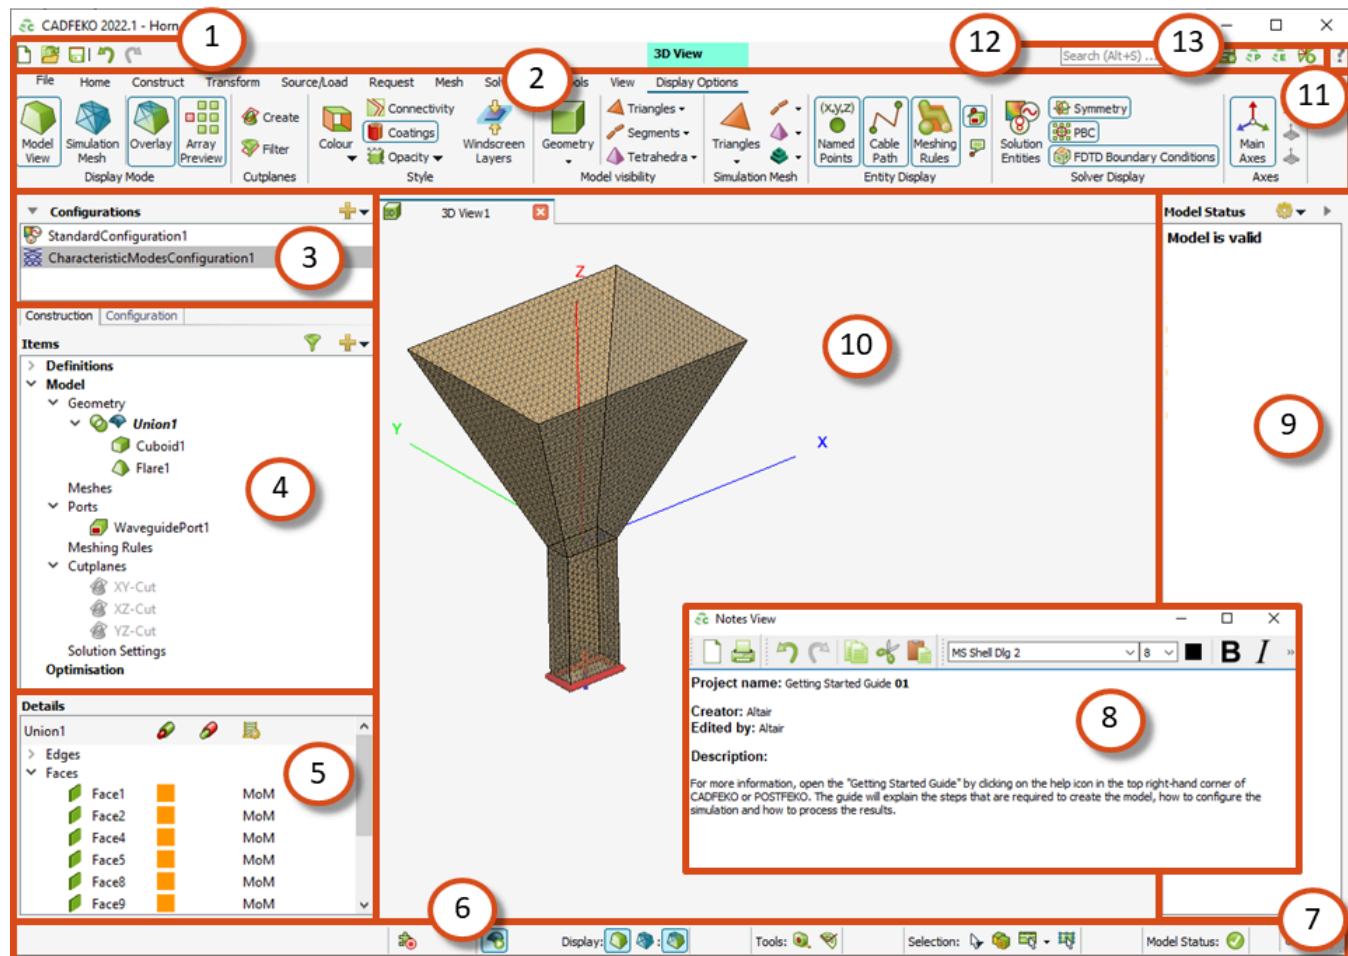 CADFEKO 2022.1 - Horn
1
3D View
12
Search (Alt+S) ...
13
File Home Construct Transform Source/Load Request Mesh 2 View Display Options
11
Model View
Simulation Mesh
Overlay
Array Preview
Display Mode
Create
Filter
Cutplanes
Colour
Connectivity
Coatings
Opacity
Windscreen Layers
Style
Geometry
Triangles
Segments
Tetrahedra
Model visibility
Triangles
Simulation Mesh
(x,y,z)
Named Points
Cable Path
Meshing Rules
Entity Display
Solution Entities
Symmetry
PBC
FDTD Boundary Conditions
Solver Display
Main Axes
Axes
Configurations
StandardConfiguration1
CharacteristicModesConfiguration1
3
Construction Configuration
Items
Definitions
Model
Geometry
Union1
Cuboid1
Flare1
4
Meshes
Ports
WaveguidePort1
Meshing Rules
Cutplanes
XY-Cut
XZ-Cut
YZ-Cut
Solution Settings
Optimisation
Details
Union1
Edges
Faces
5
Face1 MoM
Face2 MoM
Face4 MoM
Face5 MoM
Face8 MoM
Face9 MoM
3D View1
Z
Y
X
10
Model Status
Model is valid
9
Notes View
MS Shell Dlg 2 8 B I »
Project name: Getting Started Guide 01
Creator: Altair
Edited by: Altair
8
Description:
For more information, open the "Getting Started Guide" by clicking on the help icon in the top right-hand corner of
CADFEKO or POSTFEKO. The guide will explain the steps that are required to create the model, how to configure the
simulation and how to process the results.
6
Display:
Tools:
Selection:
Model Status:
7